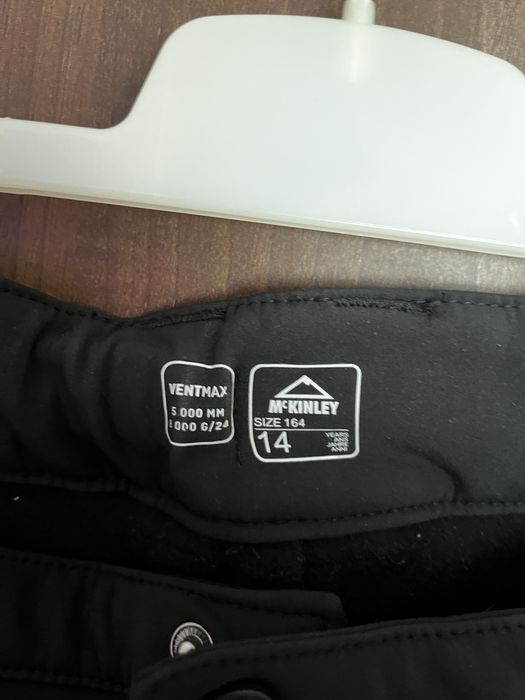 VENTMAX
5.000 MM
000 G/24
McKINLEY
SIZE 164
14
YEARS
ANS
JAHRE
ANNI